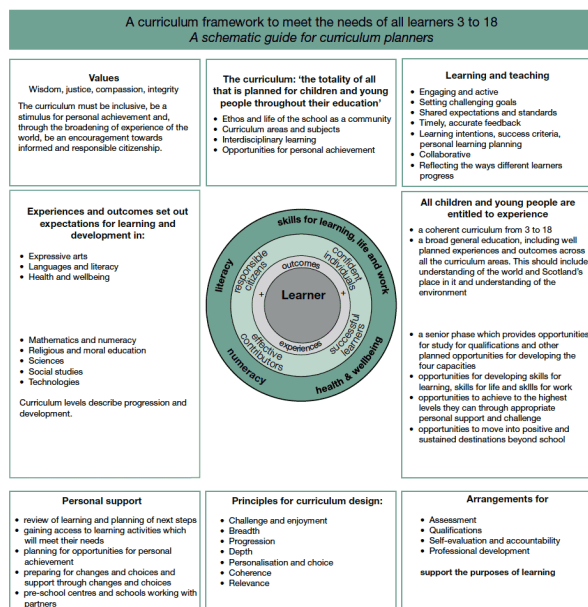 A curriculum framework to meet the needs of all learners 3 to 18
A schematic guide for curriculum planners
Values
Wisdom, justice, compassion, integrity
The curriculum must be inclusive, be a
stimulus for personal achievement and,
through the broadening of experience of the
world, be an encouragement towards
informed and responsible citizenship.
The curriculum: ‘the totality of all
that is planned for children and young
people throughout their education’
• Ethos and life of the school as a community
• Curriculum areas and subjects
• Interdisciplinary learning
• Opportunities for personal achievement
Learning and teaching
• Engaging and active
• Setting challenging goals
• Shared expectations and standards
• Timely, accurate feedback
• Learning intentions, success criteria,
personal learning planning
• Collaborative
• Reflecting the ways different learners
progress
Experiences and outcomes set out
expectations for learning and
development in:
• Expressive arts
• Languages and literacy
• Health and wellbeing
• Mathematics and numeracy
• Religious and moral education
• Sciences
• Social studies
• Technologies
Curriculum levels describe progression and
development.
skills for learning, life and work
literacy
numeracy
health & wellbeing
responsible
citizens
confident
individuals
effective
contributors
successful
learners
outcomes
+
+
experiences
Learner
All children and young people are
entitled to experience
• a coherent curriculum from 3 to 18
• a broad general education, including well
planned experiences and outcomes across
all the curriculum areas. This should include
understanding of the world and Scotland’s
place in it and understanding of the
environment
• a senior phase which provides opportunities
for study for qualifications and other
planned opportunities for developing the
four capacities
• opportunities for developing skills for
learning, skills for life and skills for work
• opportunities to achieve to the highest
levels they can through appropriate
personal support and challenge
• opportunities to move into positive and
sustained destinations beyond school
Personal support
• review of learning and planning of next steps
• gaining access to learning activities which
will meet their needs
• planning for opportunities for personal
achievement
• preparing for changes and choices and
support through changes and choices
• pre-school centres and schools working with
partners
Principles for curriculum design:
• Challenge and enjoyment
• Breadth
• Progression
• Depth
• Personalisation and choice
• Coherence
• Relevance
Arrangements for
• Assessment
• Qualifications
• Self-evaluation and accountability
• Professional development
support the purposes of learning